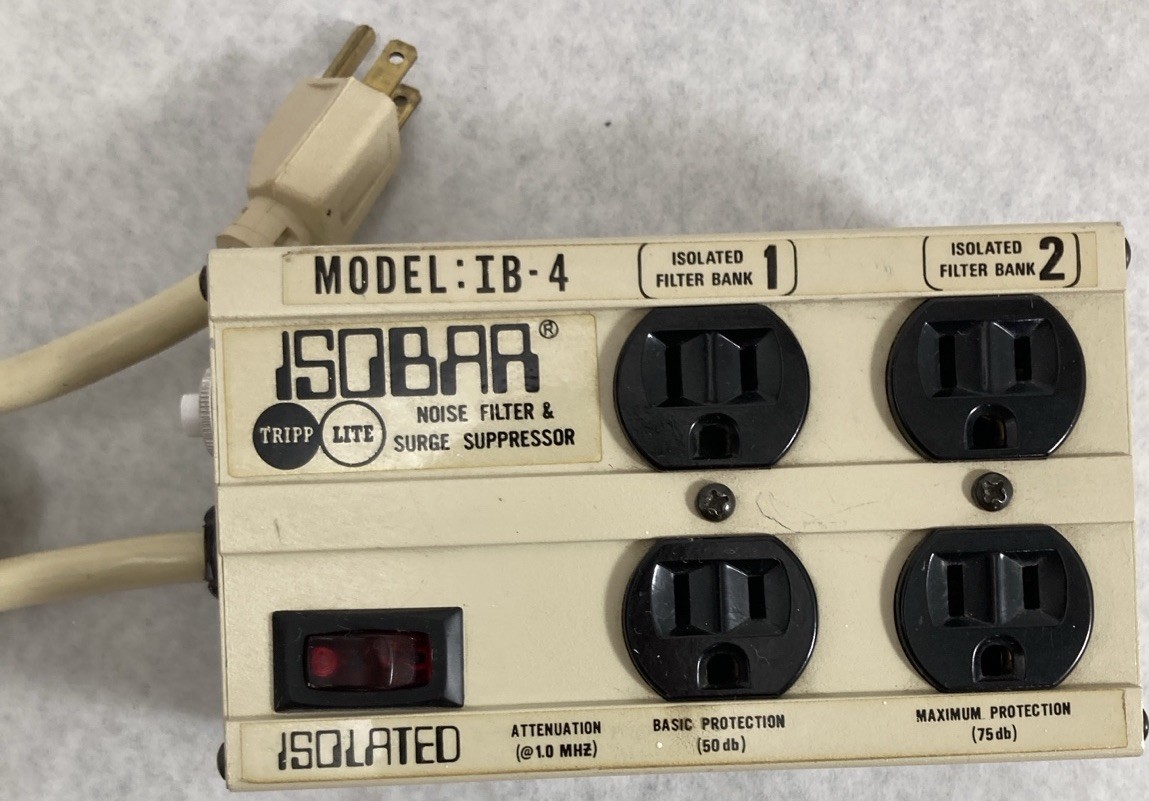 MODEL:IB-4
ISOLATED
FILTER BANK 1
ISOLATED
FILTER BANK 2
ISOBAR®
TRIPP LITE
NOISE FILTER &
SURGE SUPPRESSOR
ISOLATED
ATTENUATION
(@1.0 MHZ)
BASIC PROTECTION
(50db)
MAXIMUM PROTECTION
(75db)